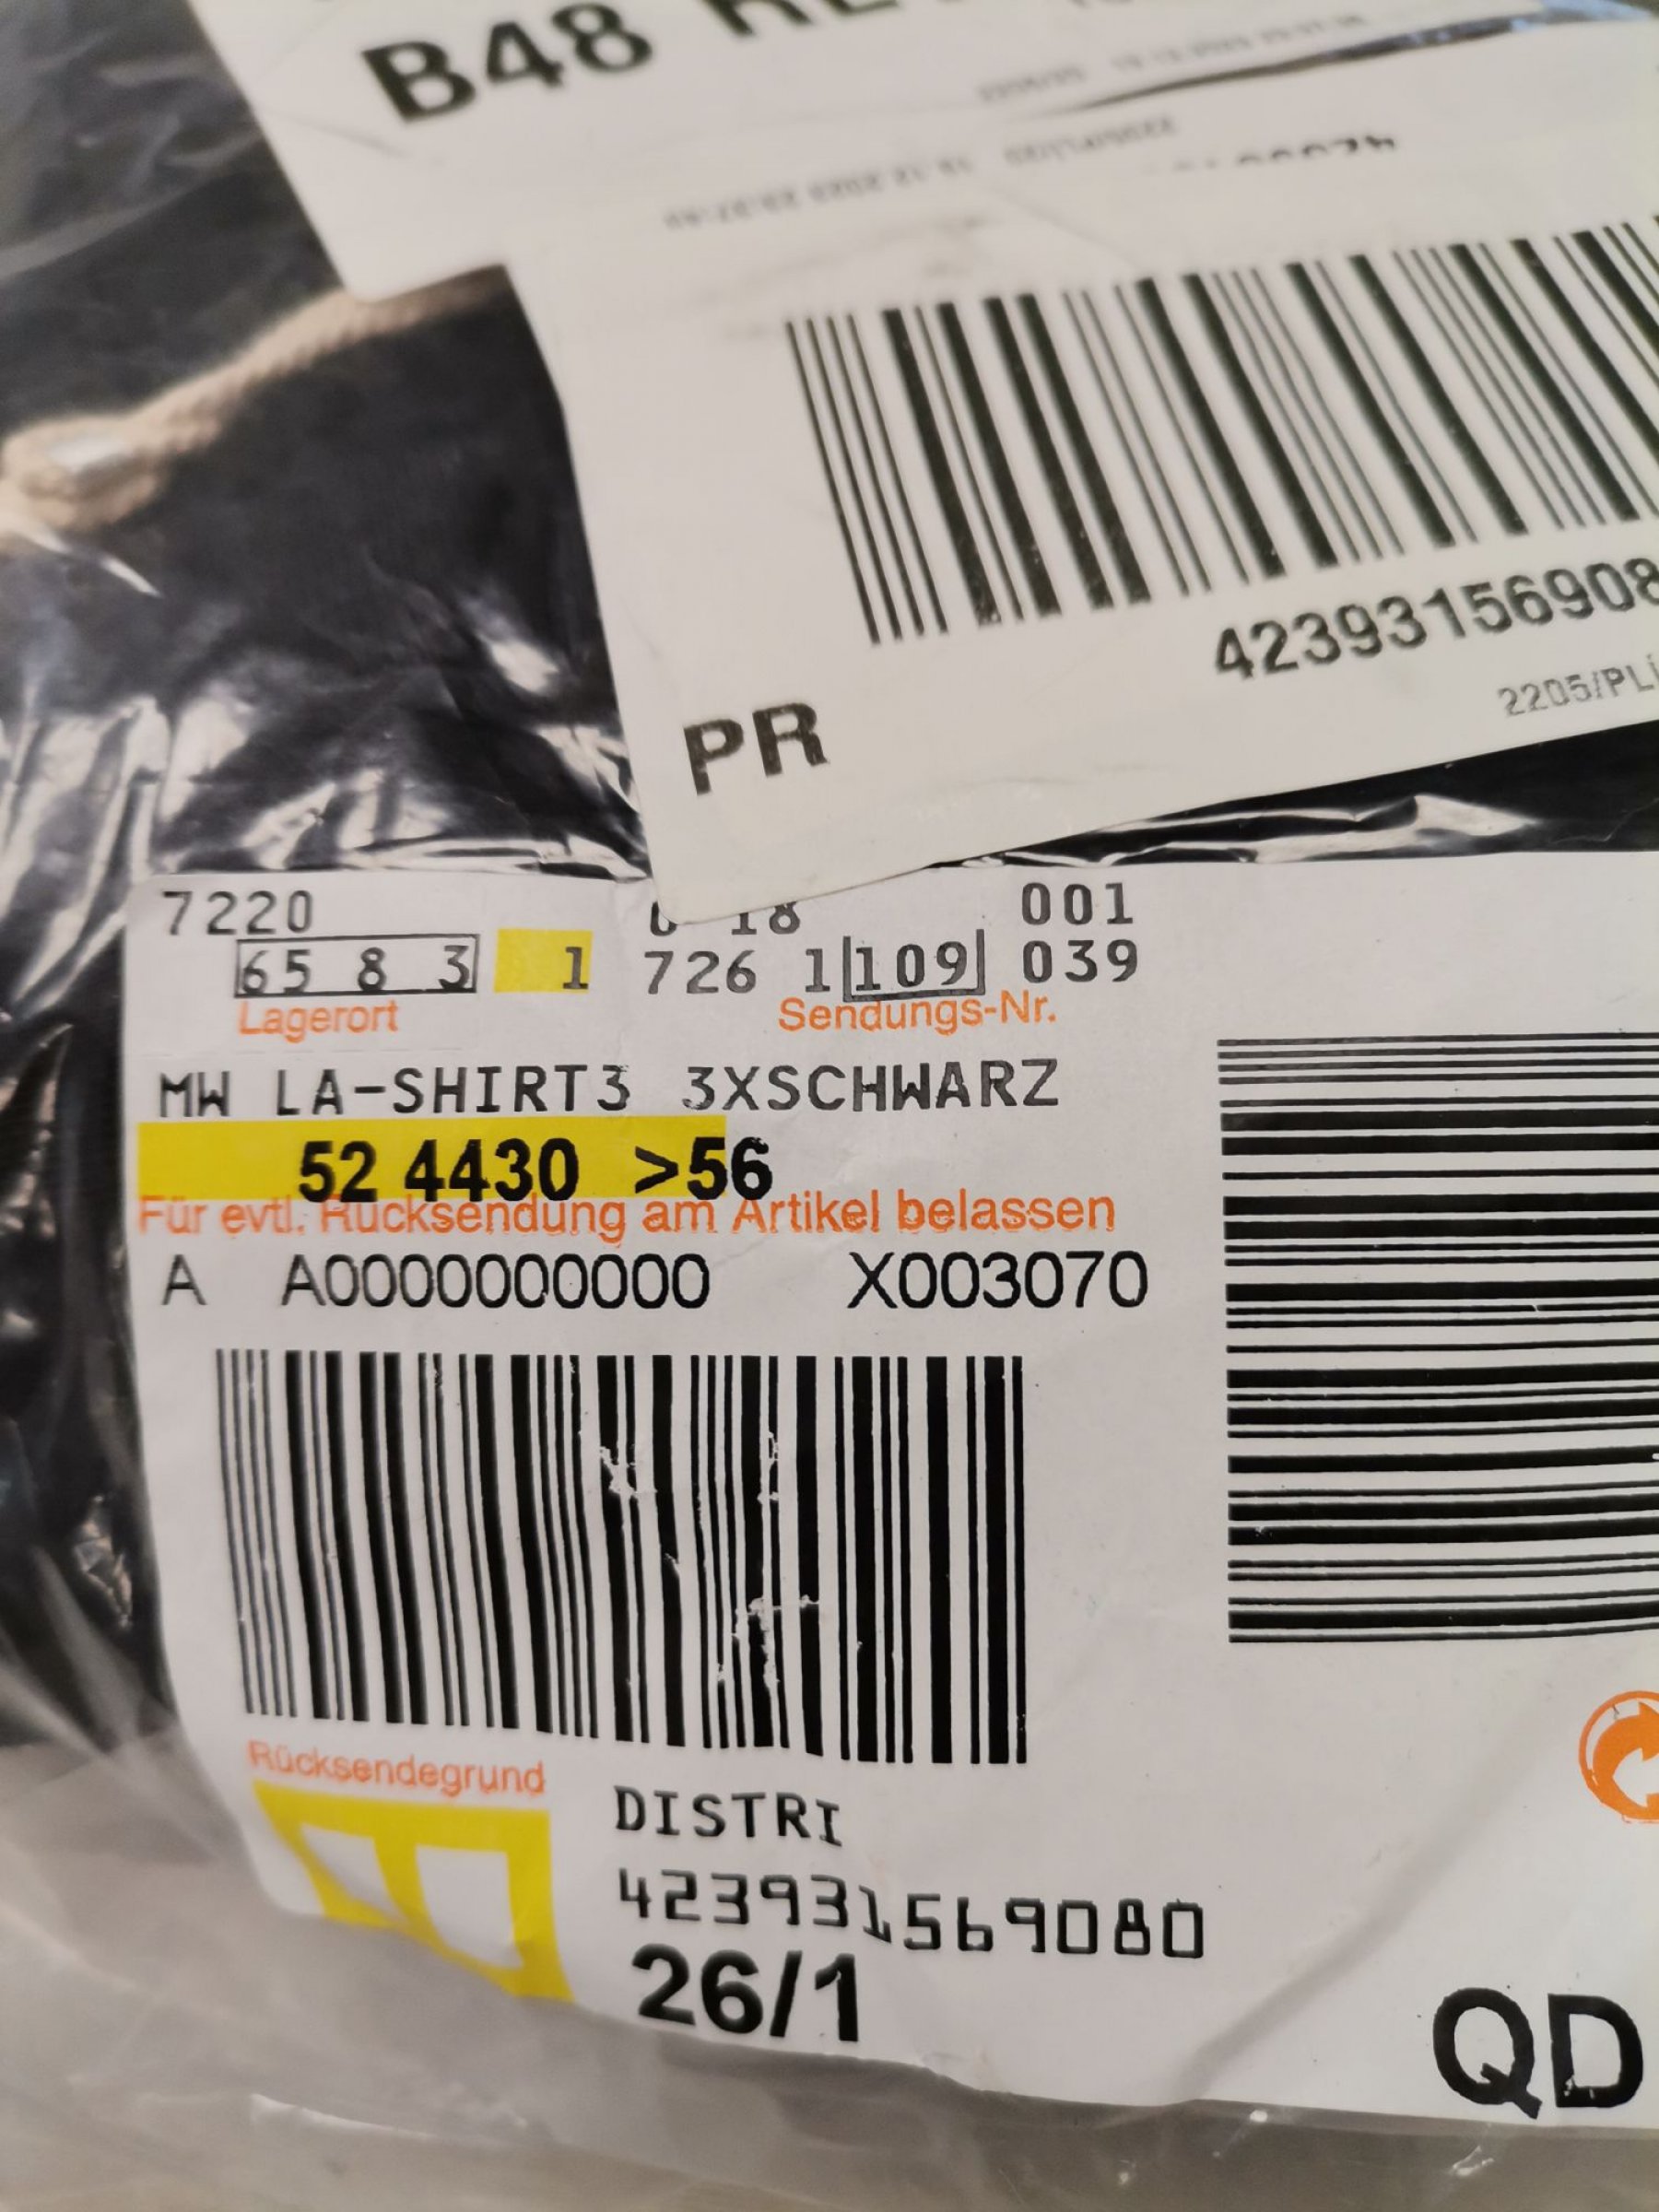 B48
42393156908
2205/PLi
PR
7220 18 001
65 8 3 1 726 1 109 039
Lagerort Sendungs-Nr.
MW LA-SHIRT3 3XSCHWARZ
52 4430 >56
Für evtl. Rücksendung am Artikel belassen
A A0000000000 X003070
Rücksendegrund
DISTRI
423931569080
26/1
QD